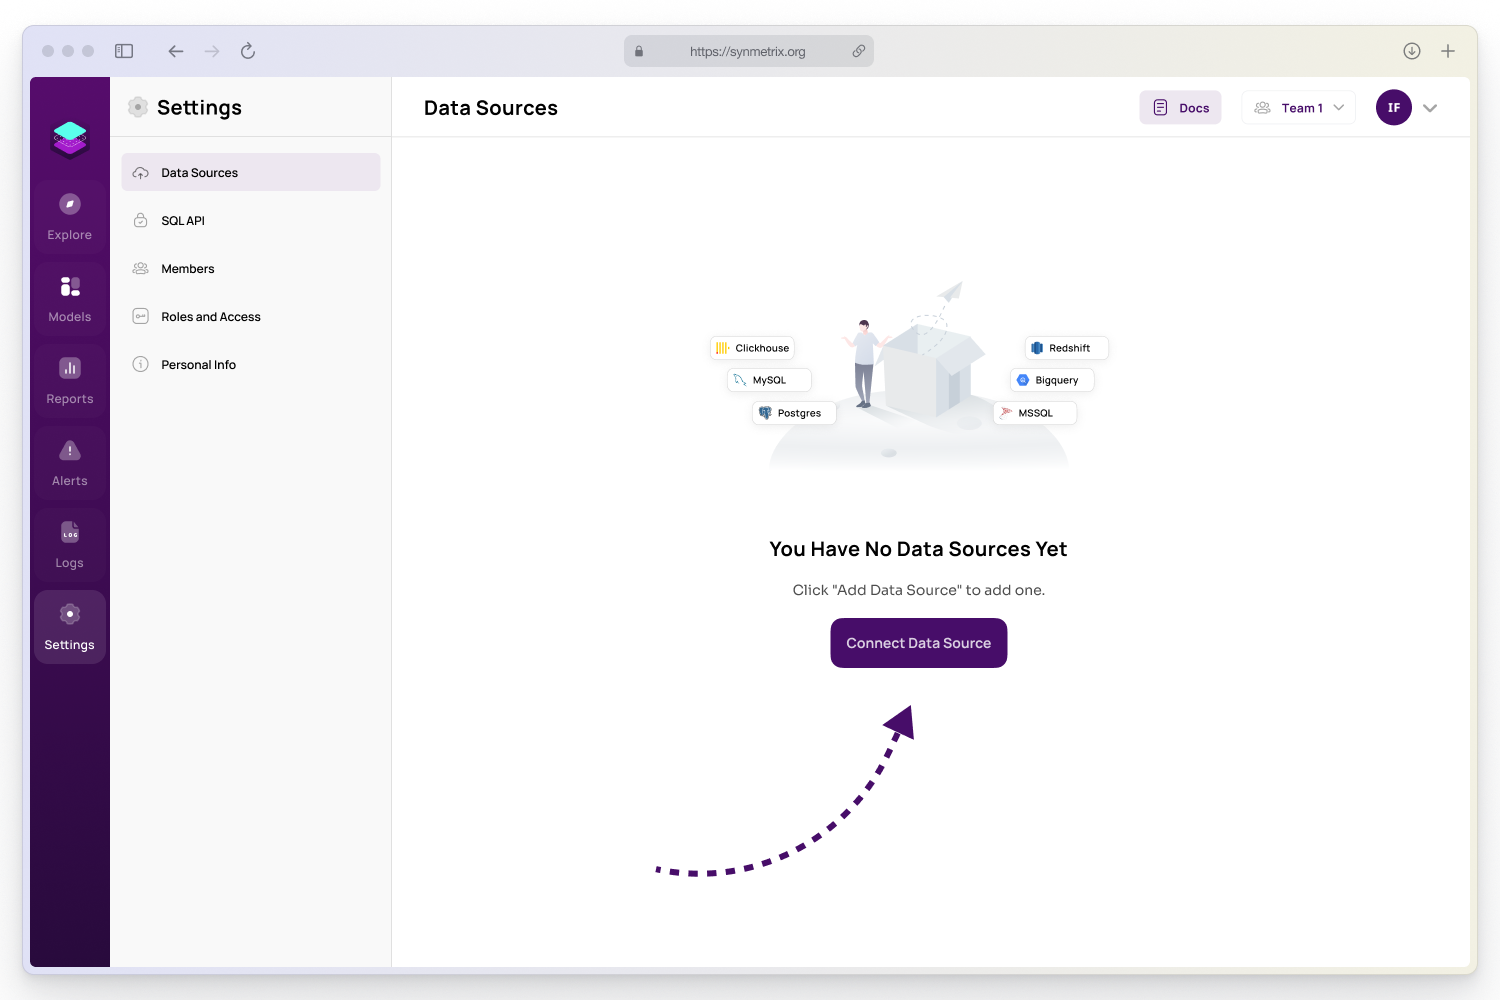 https://synmetrix.org
Settings
Data Sources
Docs
Team 1
IF
Explore
Models
Reports
Alerts
LOG
Logs
Settings
Data Sources
SQL API
Members
Roles and Access
Personal Info
Clickhouse
MySQL
Postgres
Redshift
Bigquery
MSSQL
You Have No Data Sources Yet
Click "Add Data Source" to add one.
Connect Data Source